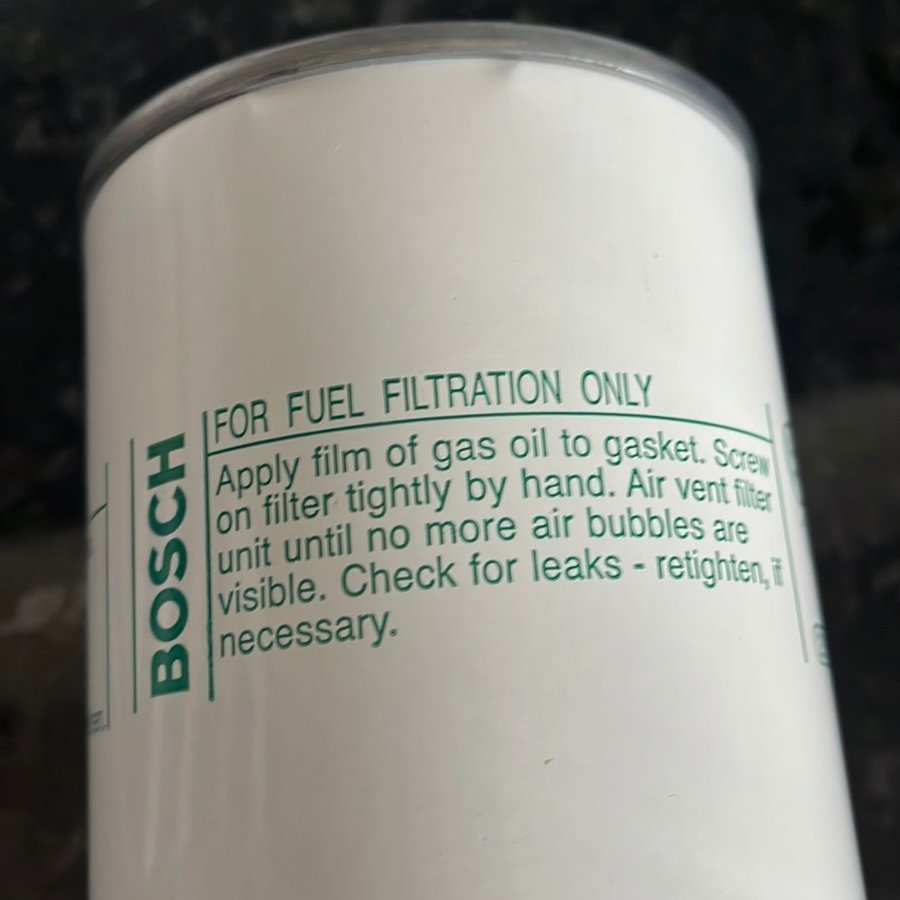 BOSCH
FOR FUEL FILTRATION ONLY
Apply film of gas oil to gasket. Screw
on filter tightly by hand. Air vent filter
unit until no more air bubbles are
visible. Check for leaks - retighten, if
necessary.